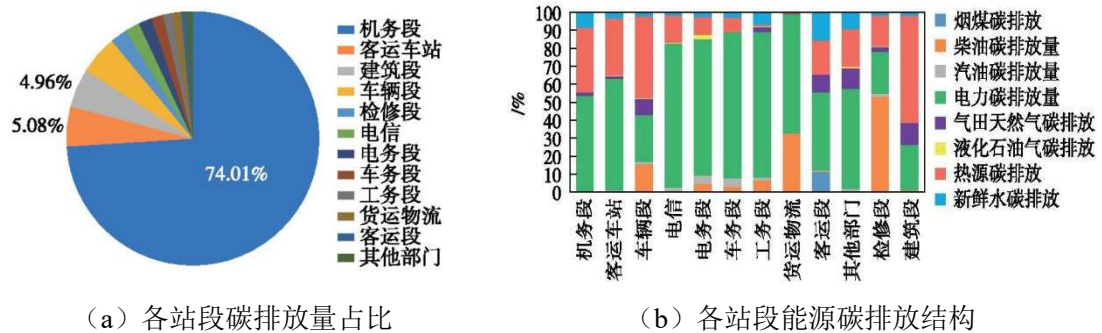 4.96%
5.08%
74.01%
机务段
客运车站
建筑段
车辆段
检修段
电信
电务段
车务段
工务段
货运物流
客运段
其他部门
(a）各站段碳排放量占比
100
90
80
70
60
50
40
30
20
10
0
I%
机务段
客运车站
车辆段
电信
电务段
车务段
工务段
货运物流
客运段
其他部门
检修段
建筑段
烟煤碳排放
柴油碳排放量
汽油碳排放量
电力碳排放量
气田天然气碳排放
液化石油气碳排放
热源碳排放
新鲜水碳排放
（b）各站段能源碳排放结构